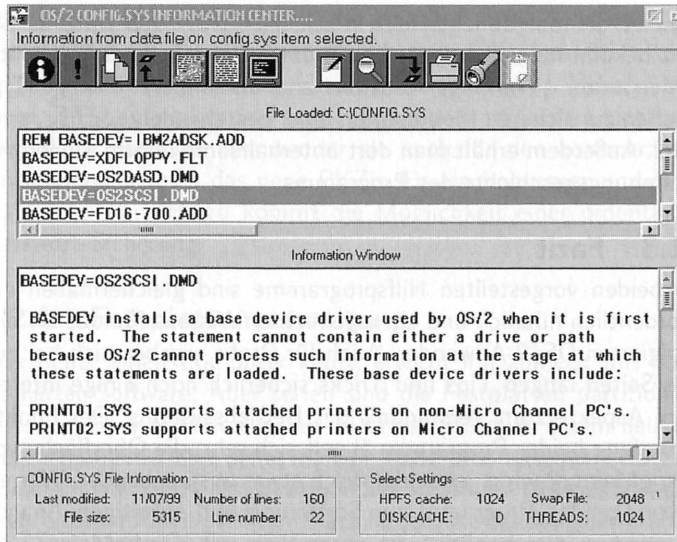 OS/2 CONFIG.SYS INFORMATION CENTER....
Information from data file on config.sys item selected.
File Loaded: C:\CONFIG.SYS
REM BASEDEV=IBM2ADSK.ADD
BASEDEV=XDFLOPPY.FLT
BASEDEV=OS2DASD.DMD
BASEDEV=OS2SCSI.DMD
BASEDEV=FD16-700.ADD
Information Window
BASEDEV=OS2SCSI.DMD
BASEDEV installs a base device driver used by OS/2 when it is first
starred. The statement cannot contain either a drive or path
because OS/2 cannot process such information at the stage at which
these statements are loaded. These base device drivers include:
PRINT01.SYS supports attached printers on non-Micro Channel PC's.
PRINT02.SYS supports attached printers on Micro Channel PC's.
CONFIG.SYS File Information
Last modified: 11/07/99 Number of lines: 160
File size: 5315 Line number: 22
Select Settings
HPFS cache: 1024 Swap File: 2048
DISKCACHE: D THREADS: 1024